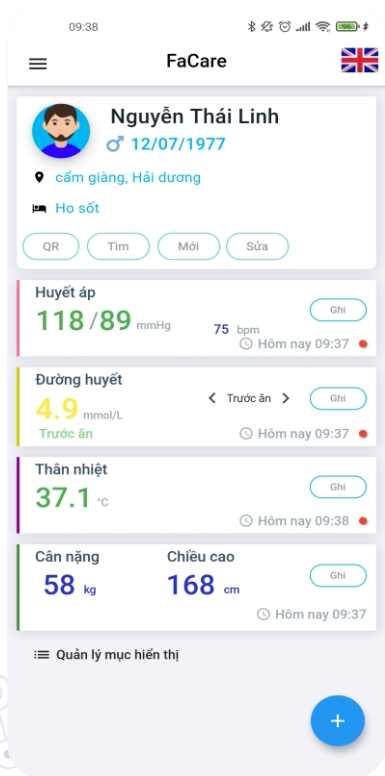 09:38
96
FaCare
Nguyễn Thái Linh
12/07/1977
cẩm giàng, Hải dương
Ho sốt
QR Tìm Mới Sửa
Huyết áp
Ghi
118/89 mmHg 75 bpm
Hôm nay 09:37
Đường huyết
4.9 mmol/L Trước ăn Ghi
Trước ăn Hôm nay 09:37
Thân nhiệt
37.1 °C Ghi
Hôm nay 09:38
Cân nặng Chiều cao
58 kg 168 cm Ghi
Hôm nay 09:37
Quản lý mục hiển thị
+